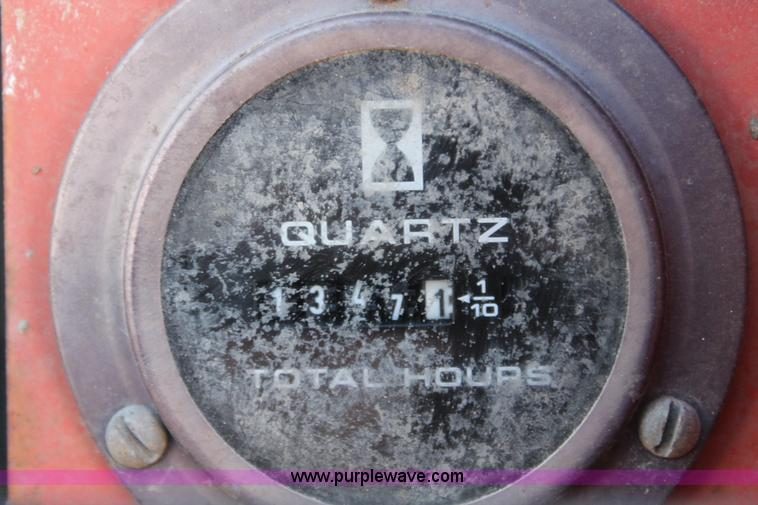 QUARTZ
1 3 4 7 1 ◄ 1/10
TOTAL HOURS
www.purplewave.com